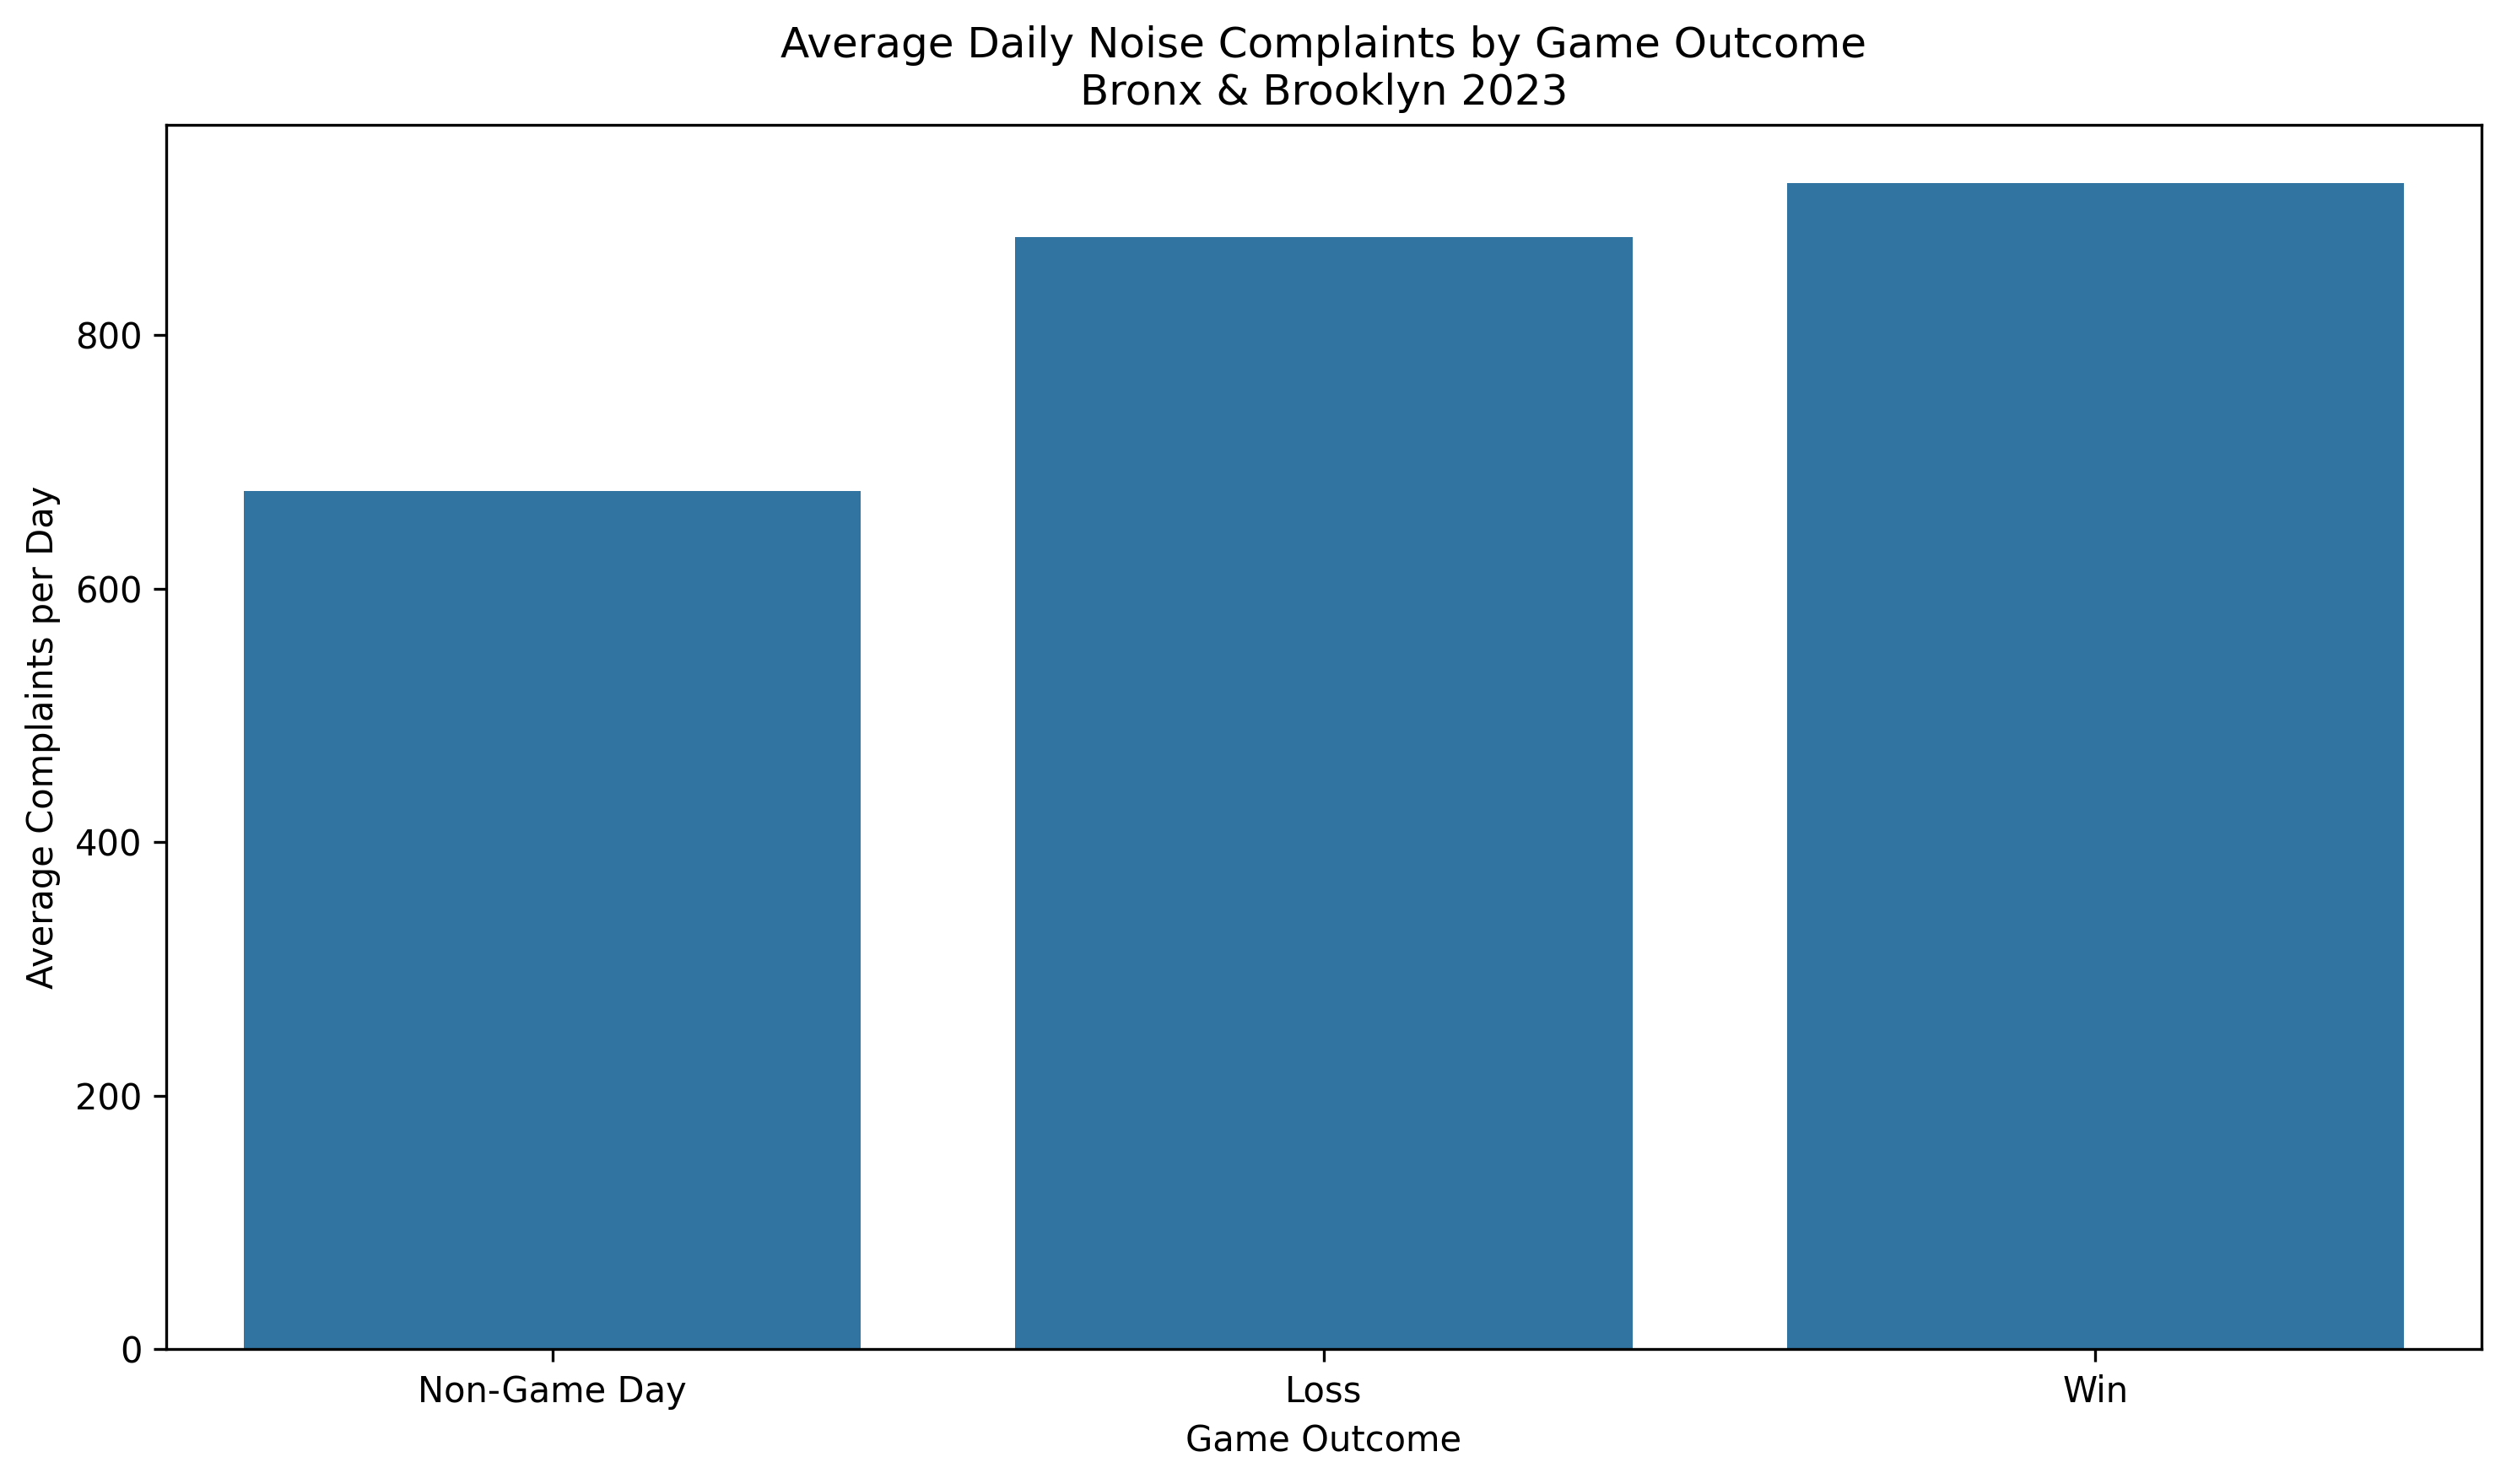 Average Daily Noise Complaints by Game Outcome
Bronx & Brooklyn 2023
Average Complaints per Day
800
600
400
200
0
Non-Game Day
Loss
Win
Game Outcome